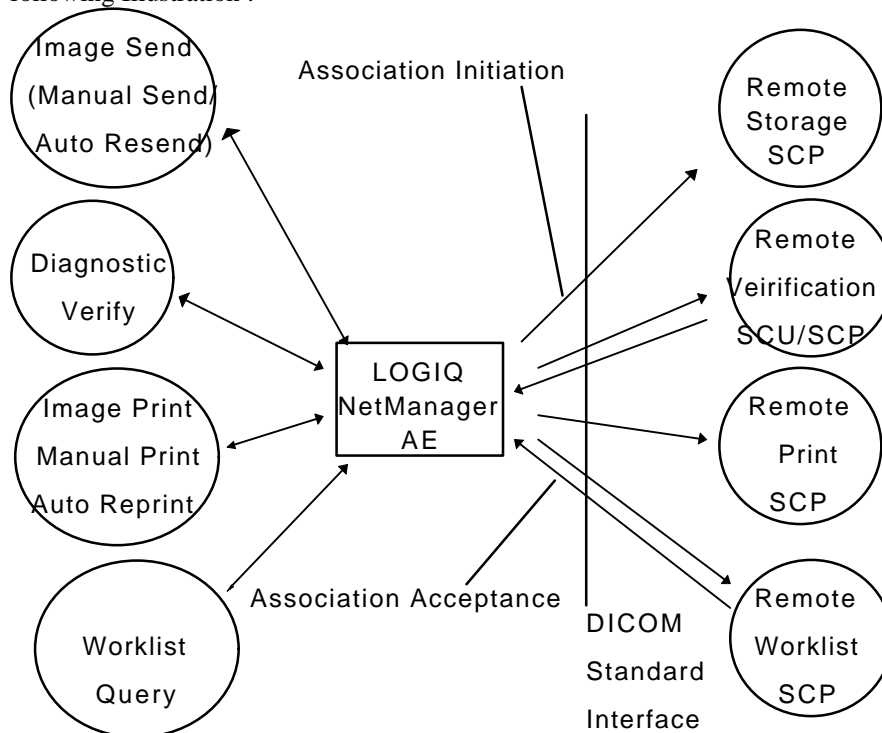 following Illustration :
Image Send
(Manual Send/
Auto Resend)
Diagnostic
Verify
Image Print
Manual Print
Auto Reprint
Worklist
Query
Association Initiation
LOGIQ
NetManager
AE
Association Acceptance
DICOM
Standard
Interface
Remote
Storage
SCP
Remote
Veirification
SCU/SCP
Remote
Print
SCP
Remote
Worklist
SCP